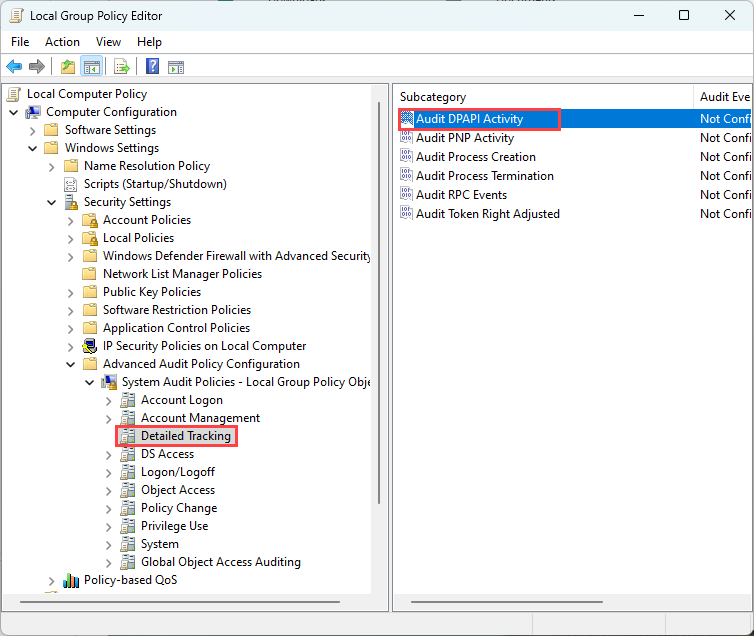 Local Group Policy Editor
File Action View Help
Local Computer Policy
Computer Configuration
Software Settings
Windows Settings
Name Resolution Policy
Scripts (Startup/Shutdown)
Security Settings
Account Policies
Local Policies
Windows Defender Firewall with Advanced Security
Network List Manager Policies
Public Key Policies
Software Restriction Policies
Application Control Policies
IP Security Policies on Local Computer
Advanced Audit Policy Configuration
System Audit Policies - Local Group Policy Obje
Account Logon
Account Management
Detailed Tracking
DS Access
Logon/Logoff
Object Access
Policy Change
Privilege Use
System
Global Object Access Auditing
Policy-based QoS
Subcategory Audit Eve
Audit DPAPI Activity Not Confi
Audit PNP Activity Not Confi
Audit Process Creation Not Confi
Audit Process Termination Not Confi
Audit RPC Events Not Confi
Audit Token Right Adjusted Not Confi